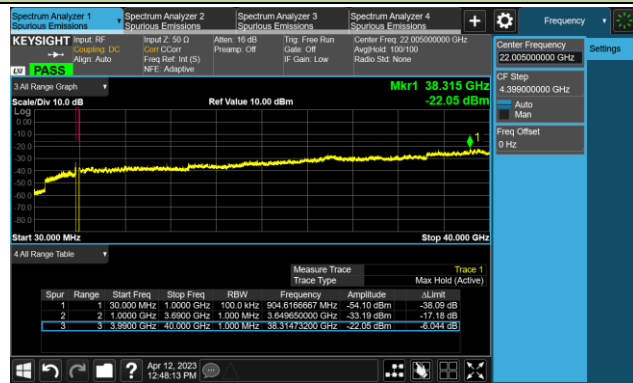 Spectrum Analyzer 1
Spurious Emissions
Spectrum Analyzer 2
Spurious Emissions
Spectrum Analyzer 3
Spurious Emissions
Spectrum Analyzer 4
Spurious Emissions
+
Frequency
KEYSIGHT
Input: RF
Coupling: DC
Align: Auto
Input Z: 50 Ω
Corr CCorr
Freq Ref: Int (S)
NFE: Adaptive
Atten: 16 dB
Preamp: Off
Trig: Free Run
Gate: Off
IF Gain: Low
Center Freq: 22.005000000 GHz
Avg|Hold: 100/100
Radio Std: None
LXI PASS
Center Frequency
22.005000000 GHz
Settings
CF Step
4.399000000 GHz
Auto
Man
Freq Offset
0 Hz
3 All Range Graph
Mkr1 38.315 GHz
Scale/Div 10.0 dB
Ref Value 10.00 dBm
-22.05 dBm
Log
0.00
-10.0
-20.0
-30.0
-40.0
-50.0
-60.0
-70.0
-80.0
1
Start 30.000 MHz
Stop 40.000 GHz
4 All Range Table
Measure Trace Trace 1
Trace Type Max Hold (Active)
Spur Range Start Freq Stop Freq RBW Frequency Amplitude ΔLimit
1 1 30.000 MHz 1.0000 GHz 100.0 kHz 904.6166667 MHz -54.10 dBm -38.09 dB
2 2 1.0000 GHz 3.6900 GHz 1.000 MHz 3.649650000 GHz -33.19 dBm -17.18 dB
3 3 3.9900 GHz 40.000 GHz 1.000 MHz 38.31473200 GHz -22.05 dBm -6.044 dB
?
Apr 12, 2023
12:48:13 PM